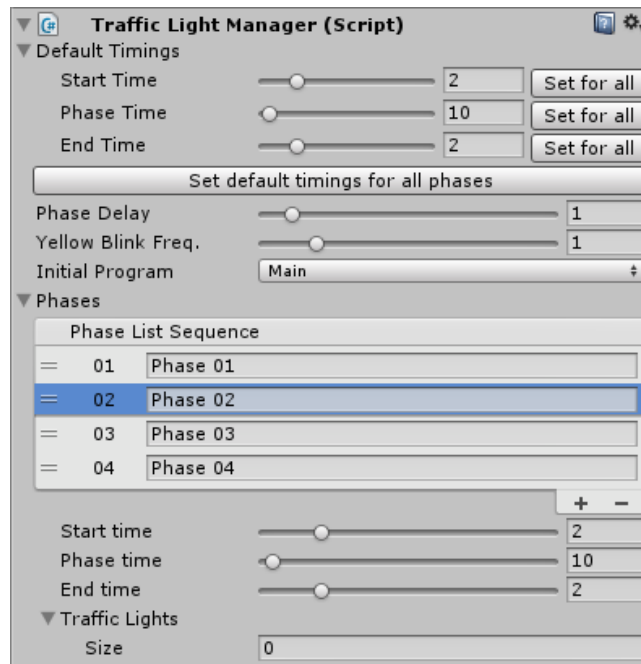 Traffic Light Manager (Script)
Default Timings
Start Time 2 Set for all
Phase Time 10 Set for all
End Time 2 Set for all
Set default timings for all phases
Phase Delay 1
Yellow Blink Freq. 1
Initial Program Main
Phases
Phase List Sequence
01 Phase 01
02 Phase 02
03 Phase 03
04 Phase 04
+ −
Start time 2
Phase time 10
End time 2
Traffic Lights
Size 0